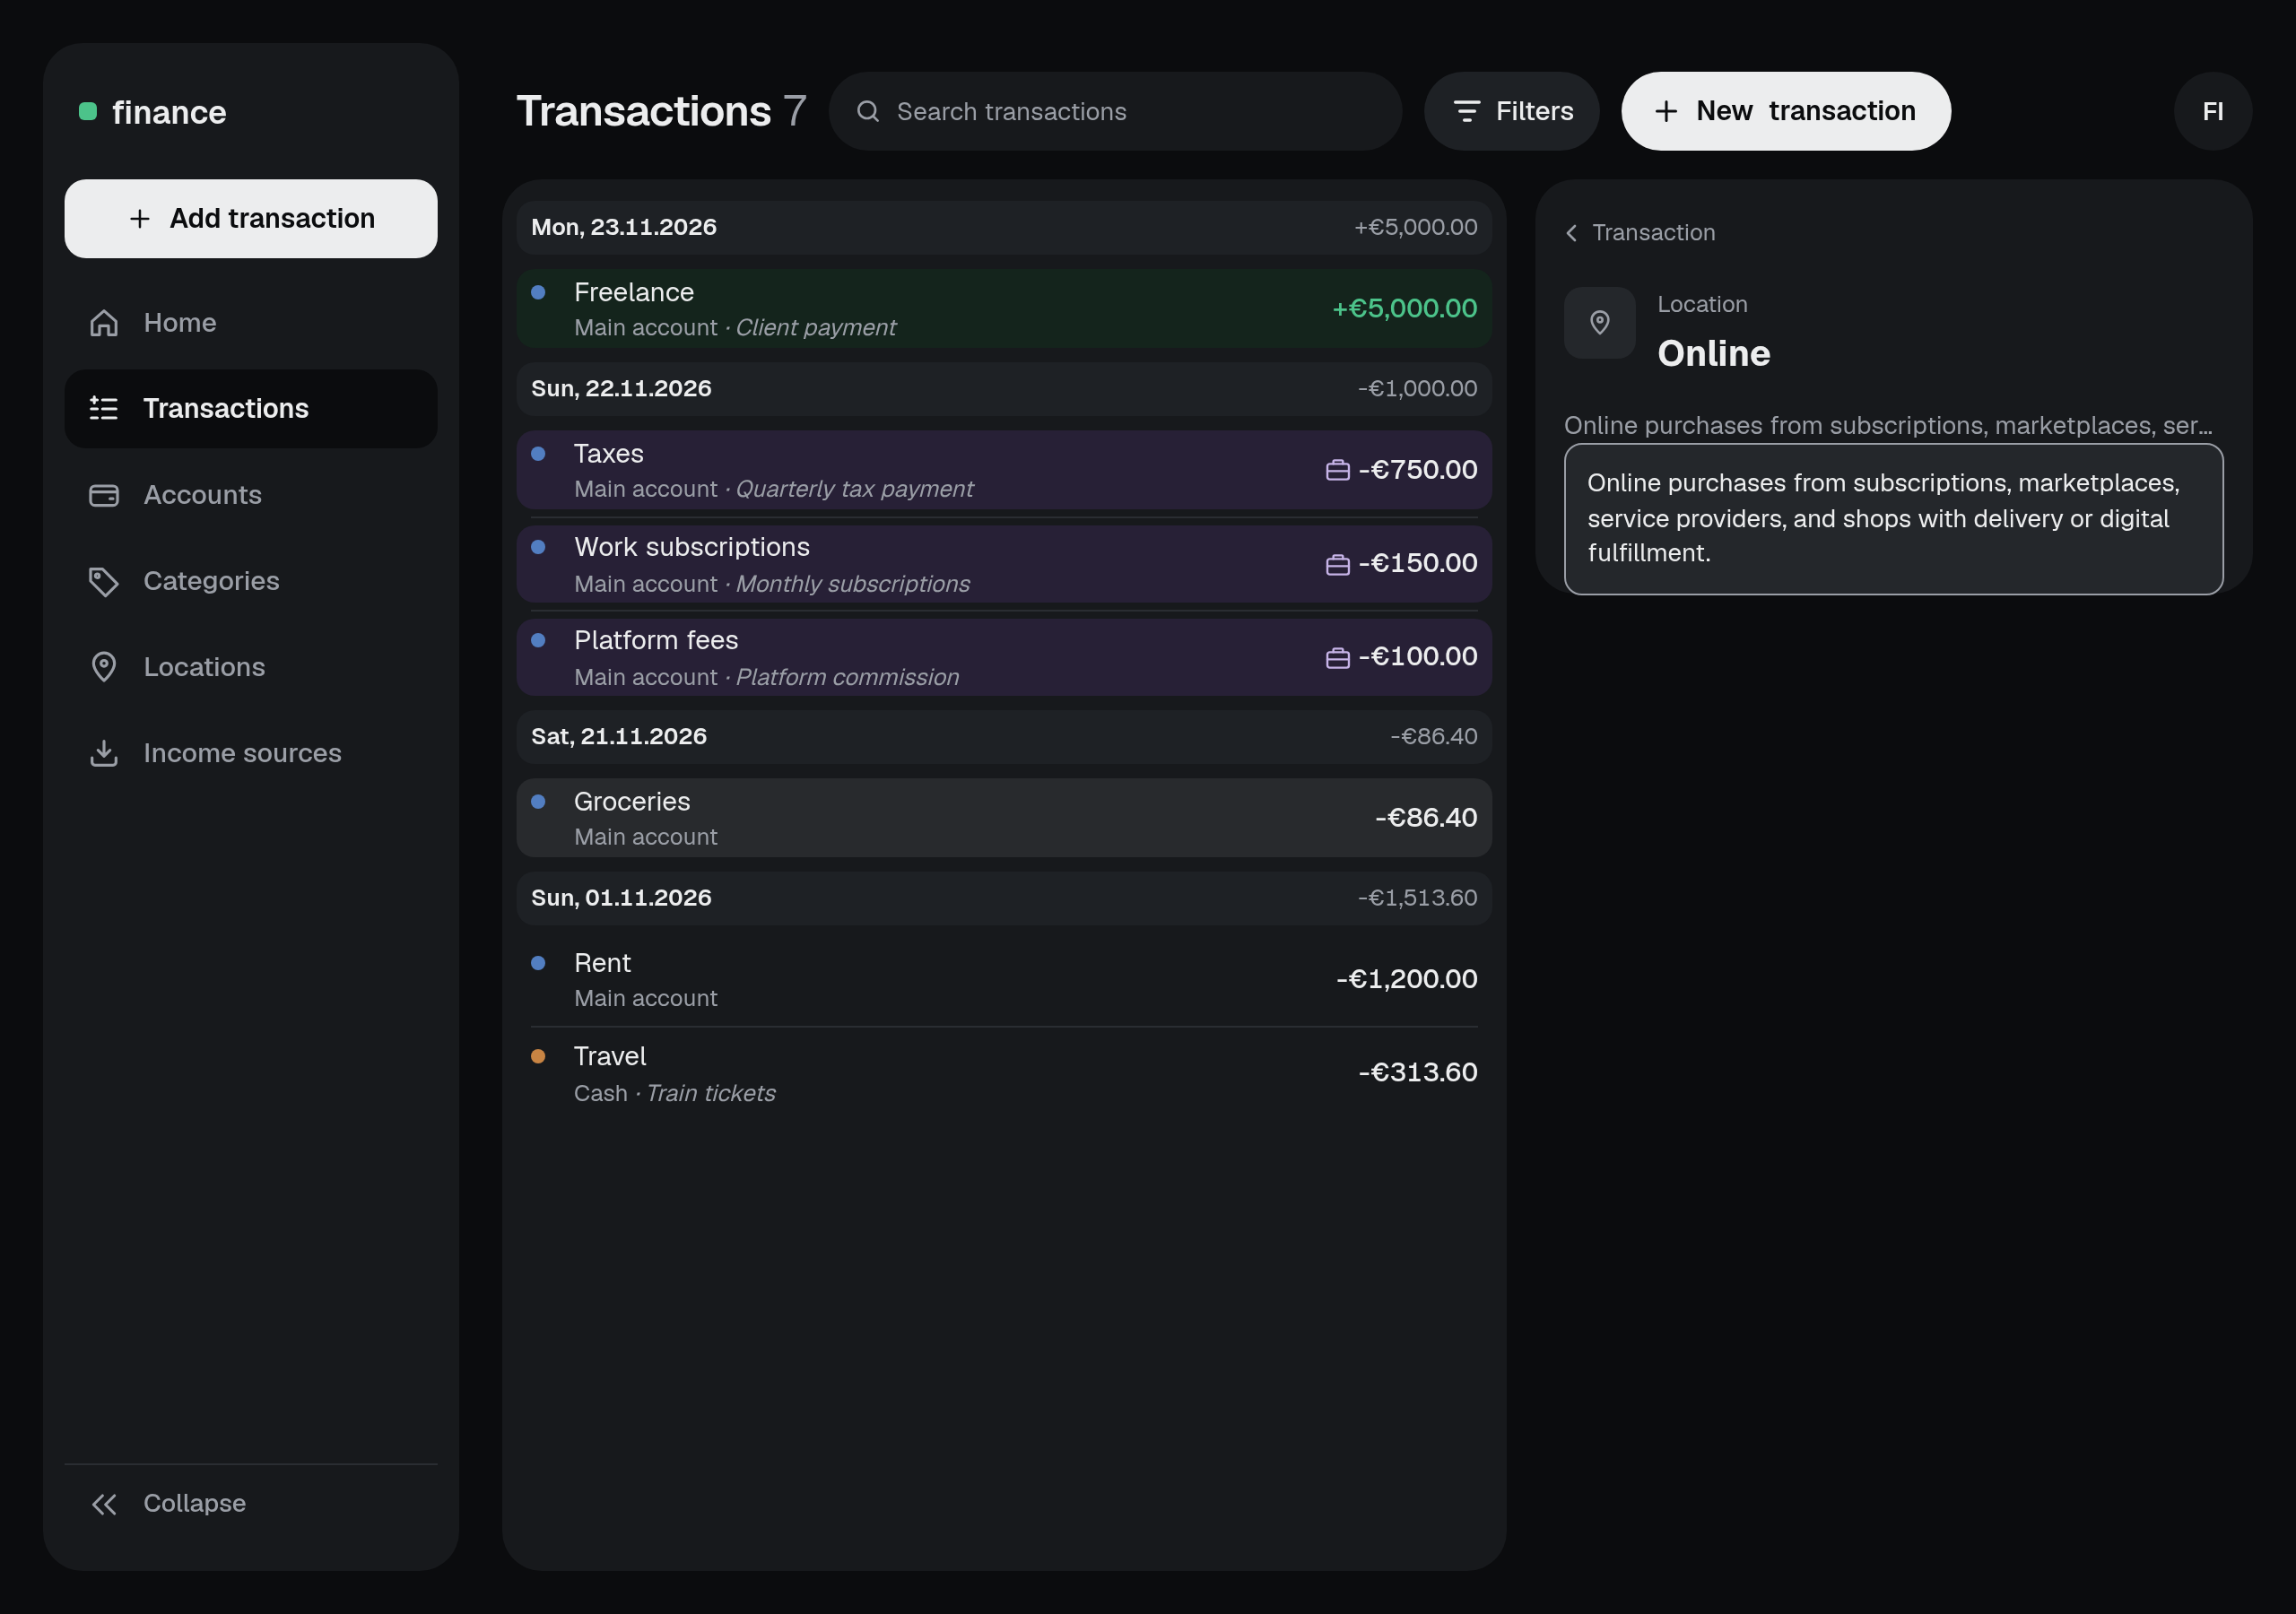 finance
Add transaction
Home
Transactions
Accounts
Categories
Locations
Income sources
Collapse
Transactions 7
Search transactions
Filters
New transaction
FI
Mon, 23.11.2026 +€5,000.00
Freelance
Main account · Client payment
+€5,000.00
Sun, 22.11.2026 -€1,000.00
Taxes
Main account · Quarterly tax payment
-€750.00
Work subscriptions
Main account · Monthly subscriptions
-€150.00
Platform fees
Main account · Platform commission
-€100.00
Sat, 21.11.2026 -€86.40
Groceries
Main account
-€86.40
Sun, 01.11.2026 -€1,513.60
Rent
Main account
-€1,200.00
Travel
Cash · Train tickets
-€313.60
Transaction
Location
Online
Online purchases from subscriptions, marketplaces, ser...
Online purchases from subscriptions, marketplaces,
service providers, and shops with delivery or digital
fulfillment.